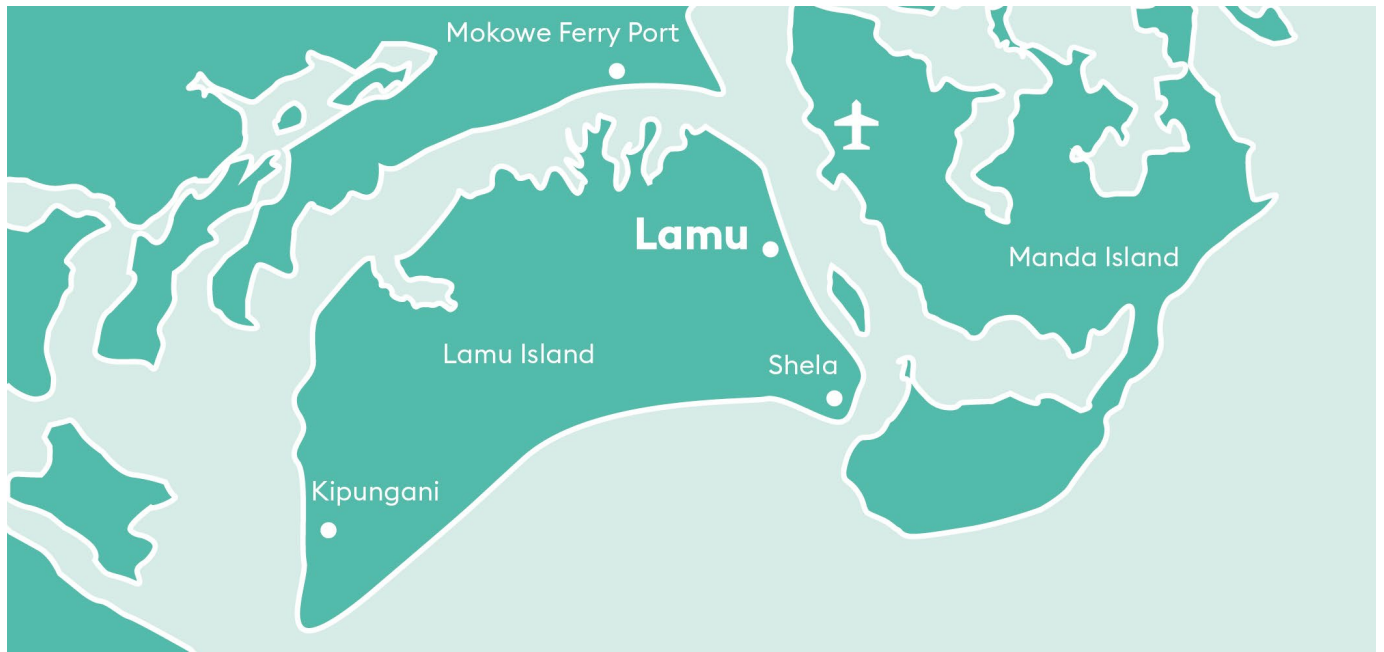 Mokowe Ferry Port
Lamu
Manda Island
Lamu Island
Shela
Kipungani